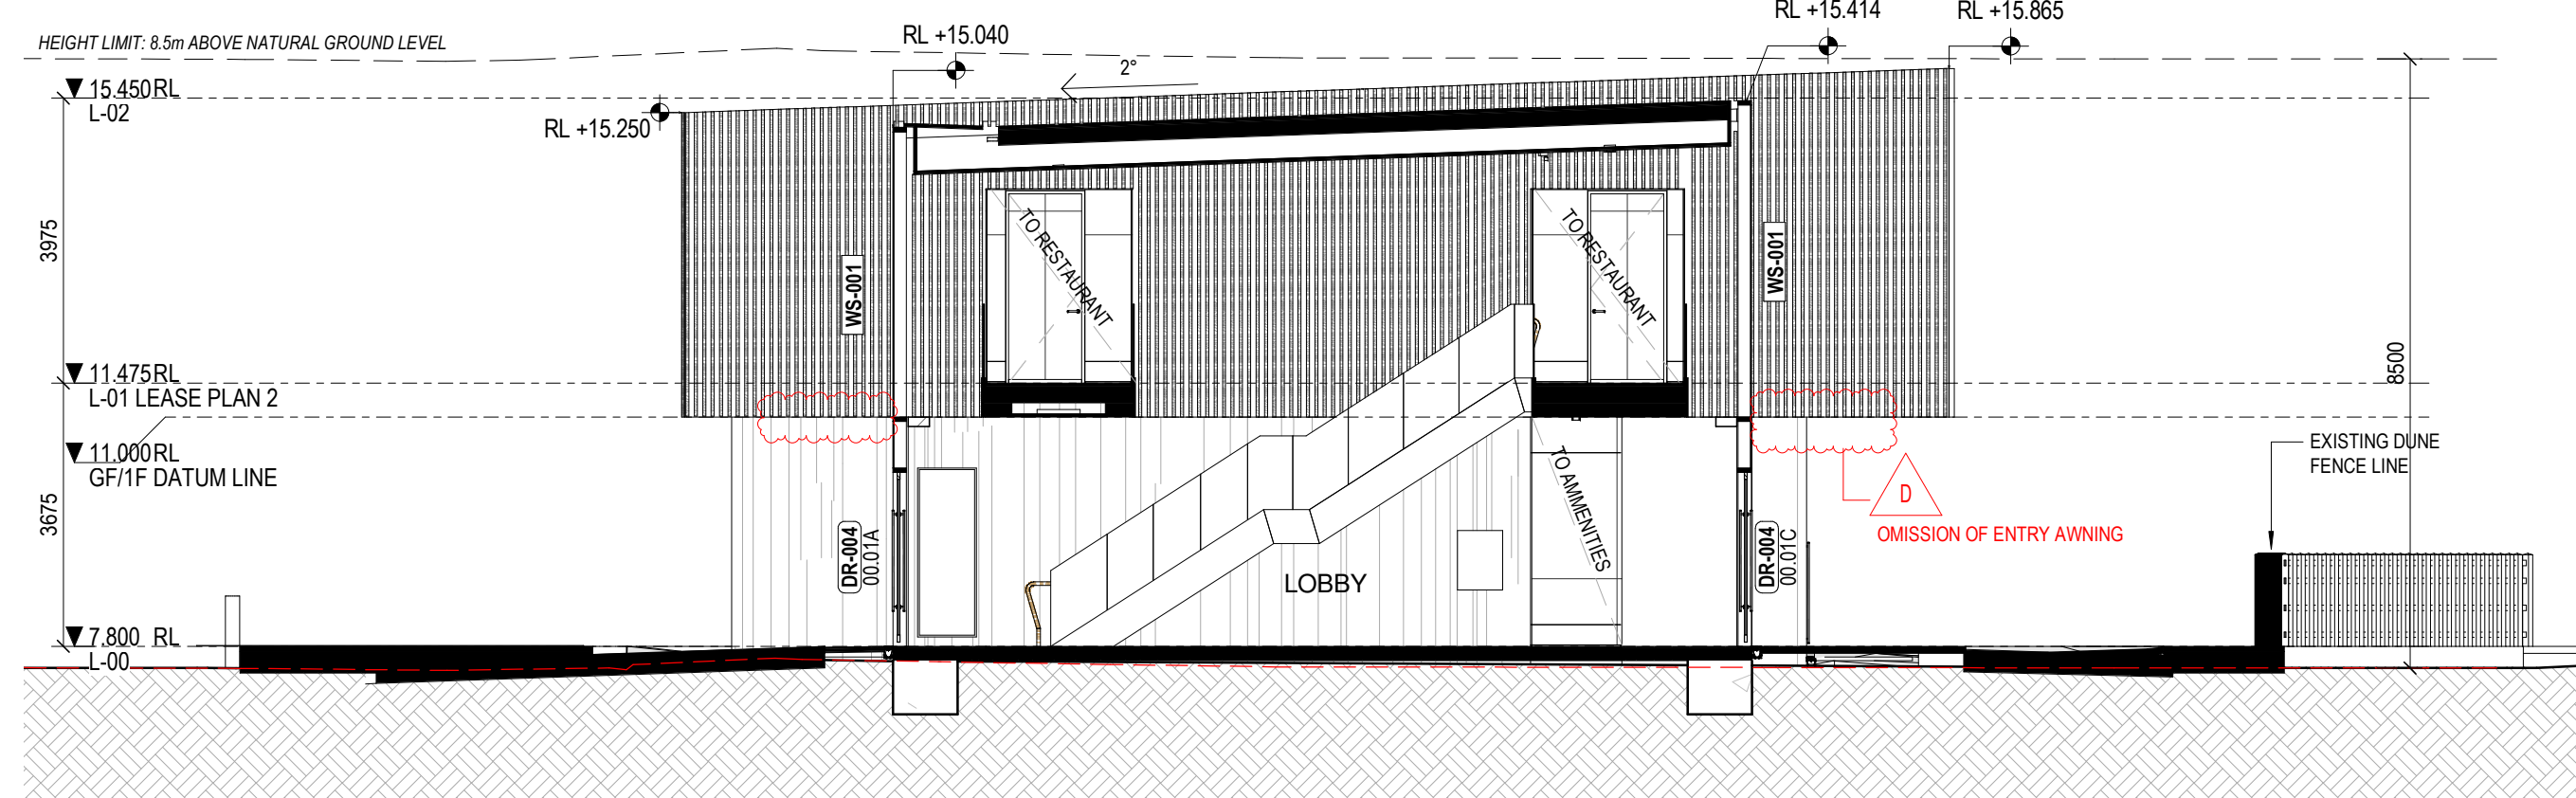 RL +15.414
RL +15.865
HEIGHT LIMIT: 8.5m ABOVE NATURAL GROUND LEVEL
RL +15.040
2°
15.450 RL
L-02
RL +15.250
3975
TO RESTAURANT
TO RESTAURANT
WS-001
WS-001
8500
11.475 RL
L-01 LEASE PLAN 2
11.000 RL
GF/1F DATUM LINE
EXISTING DUNE
FENCE LINE
D
OMISSION OF ENTRY AWNING
3675
DR-004
00.01A
LOBBY
TO AMMENITIES
DR-004
00.01C
7.800 RL
L-00